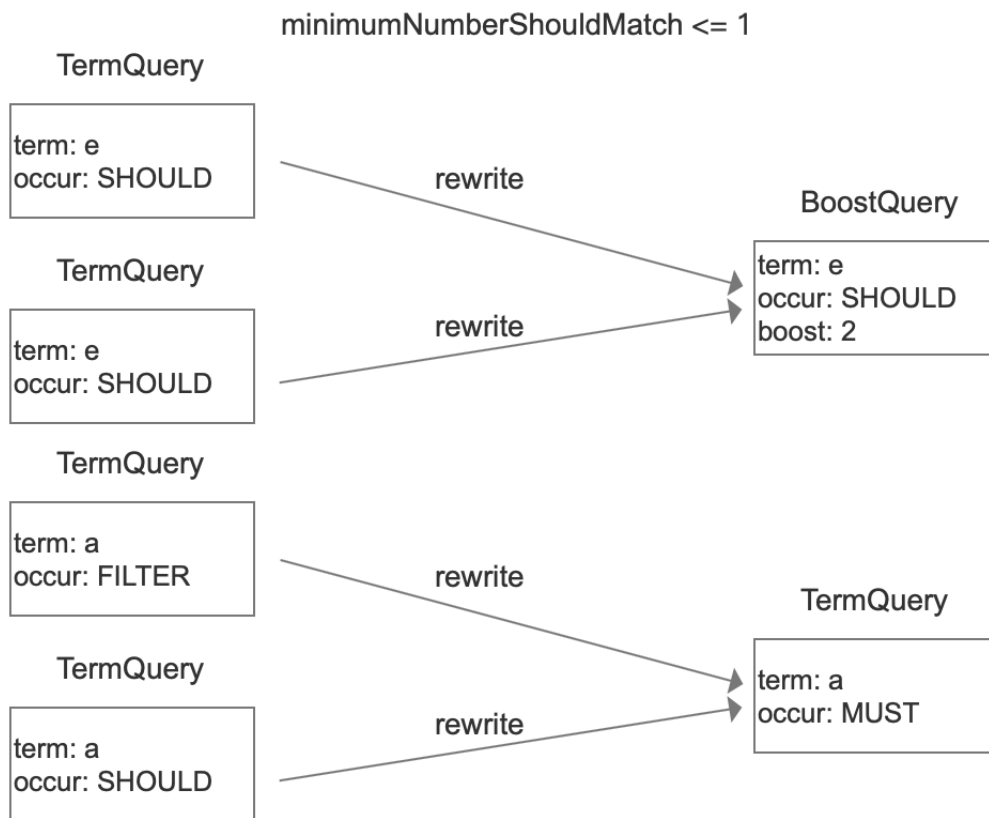 minimumNumberShouldMatch <= 1
TermQuery
term: e
occur: SHOULD
rewrite
BoostQuery
term: e
occur: SHOULD
boost: 2
TermQuery
term: e
occur: SHOULD
rewrite
TermQuery
term: a
occur: FILTER
rewrite
TermQuery
term: a
occur: MUST
TermQuery
term: a
occur: SHOULD
rewrite